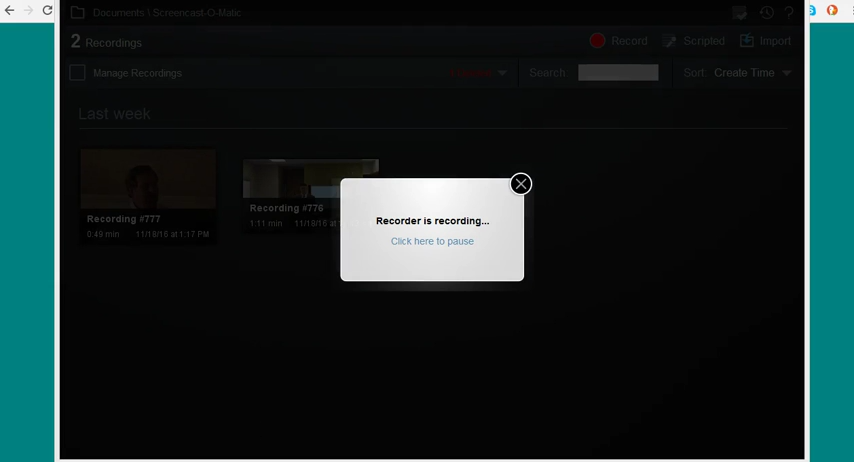 Documents \ Screencast-O-Matic
2 Recordings
Record
Scripted
Import
Manage Recordings
Search
Sort: Create Time
Last week
Recording #777
0:49 min 11/18/16 at 1:17 PM
Recording #776
1:11 min 11/18/16 at 1
Recorder is recording...
Click here to pause